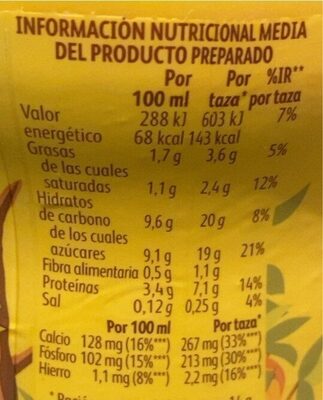 INFORMACIÓN NUTRICIONAL MEDIA
DEL PRODUCTO PREPARADO
Por Por %IR**
100 ml taza* por taza
Valor 288 kJ 603 kJ 7%
energético 68 kcal 143 kcal
Grasas 1,7 g 3,6 g 5%
de las cuales
saturadas 1,1 g 2,4 g 12%
Hidratos
de carbono 9,6 g 20 g 8%
de los cuales
azúcares 9,1 g 19 g 21%
Fibra alimentaria 0,5 g 1,1 g
Proteínas 3,4 g 7,1 g 14%
Sal 0,12 g 0,25 g 4%
Por 100 ml Por taza*
Calcio 128 mg (16%***) 267 mg (33%***)
Fósforo 102 mg (15%***) 213 mg (30%***)
Hierro 1,1 mg (8%***) 2,2 mg (16%***)